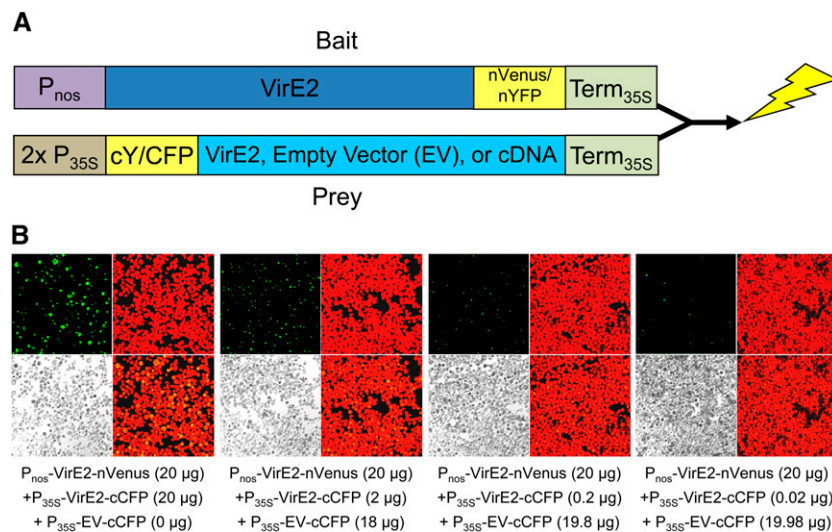 A
Bait
Pnos VirE2 nVenus/ nYFP Term35S
2x P35S cY/CFP VirE2, Empty Vector (EV), or cDNA Term35S
Prey
B
Pnos-VirE2-nVenus (20 µg)
+P35S-VirE2-cCFP (20 µg)
+ P35S-EV-cCFP (0 µg)
Pnos-VirE2-nVenus (20 µg)
+P35S-VirE2-cCFP (2 µg)
+ P35S-EV-cCFP (18 µg)
Pnos-VirE2-nVenus (20 µg)
+P35S-VirE2-cCFP (0.2 µg)
+ P35S-EV-cCFP (19.8 µg)
Pnos-VirE2-nVenus (20 µg)
+P35S-VirE2-cCFP (0.02 µg)
+ P35S-EV-cCFP (19.98 µg)